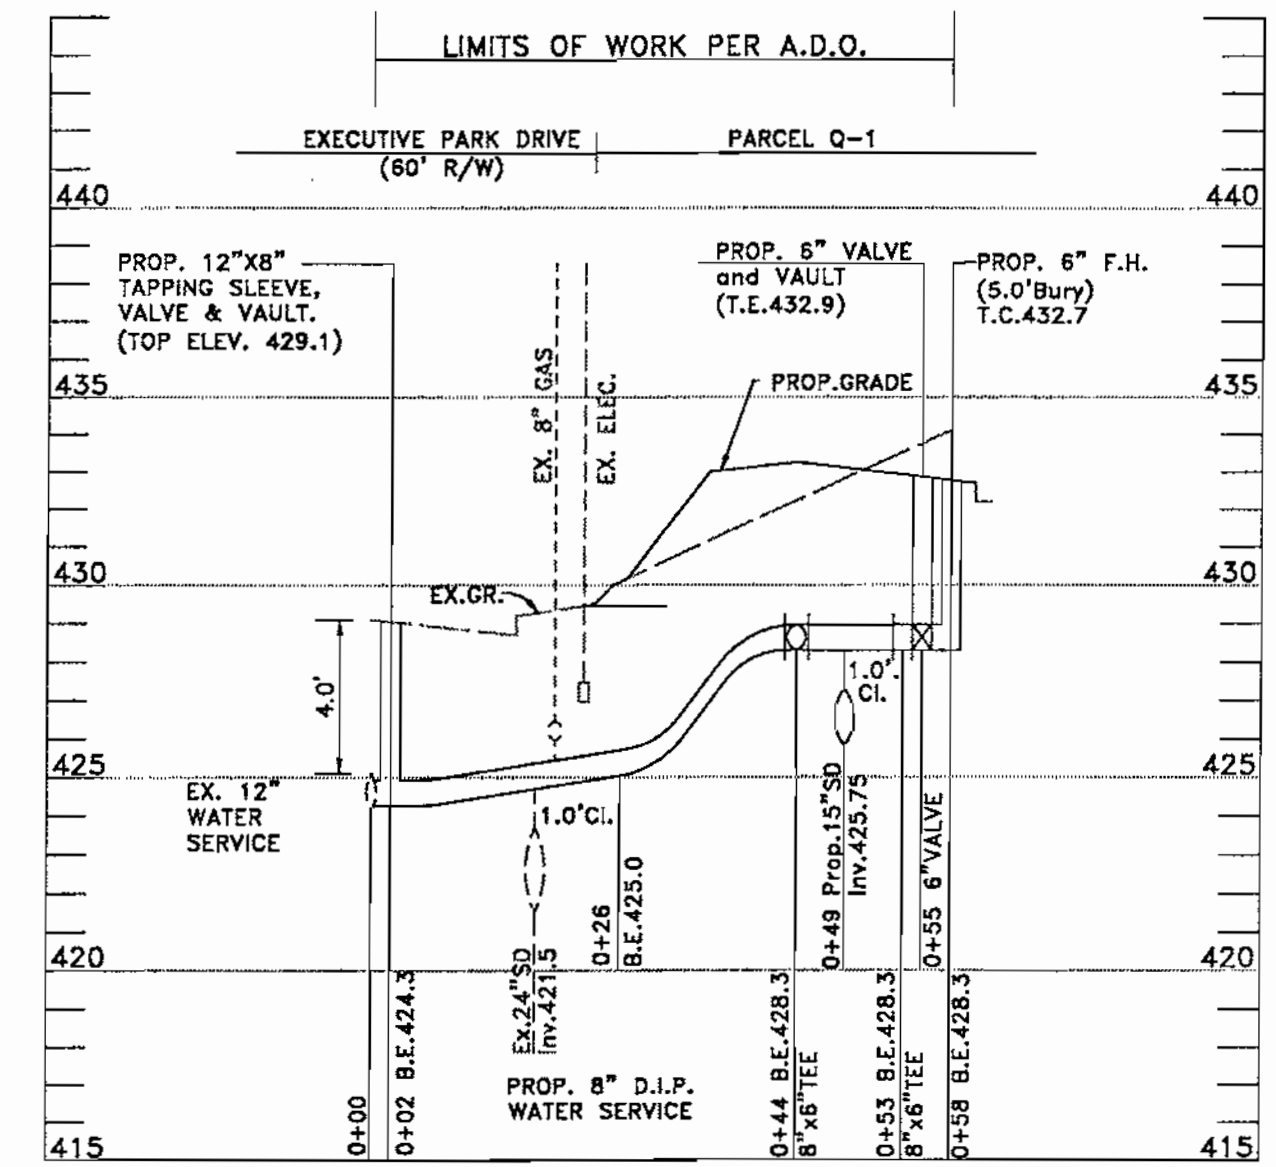 LIMITS OF WORK PER A.D.O.
EXECUTIVE PARK DRIVE
(60' R/W)
PARCEL Q-1
440
440
PROP. 12"X8"
TAPPING SLEEVE,
VALVE & VAULT.
(TOP ELEV. 429.1)
PROP. 6" VALVE
and VAULT
(T.E.432.9)
PROP. 6" F.H.
(5.0'Bury)
T.C.432.7
EX. 8" GAS
EX. ELEC.
PROP.GRADE
435
435
430
430
EX.GR.
4.0'
1.0'.
Cl.
425
425
EX. 12"
WATER
SERVICE
1.0'Cl.
0+26
B.E.425.0
0+49 Prop.15"SD
Inv.425.75
0+55 6"VALVE
420
420
Ex.24"SD
Inv.421.5
PROP. 8" D.I.P.
WATER SERVICE
0+00
0+02 B.E.424.3
0+44 B.E.428.3
8"x6"TEE
0+53 B.E.428.3
8"x6"TEE
0+58 B.E.428.3
415
415